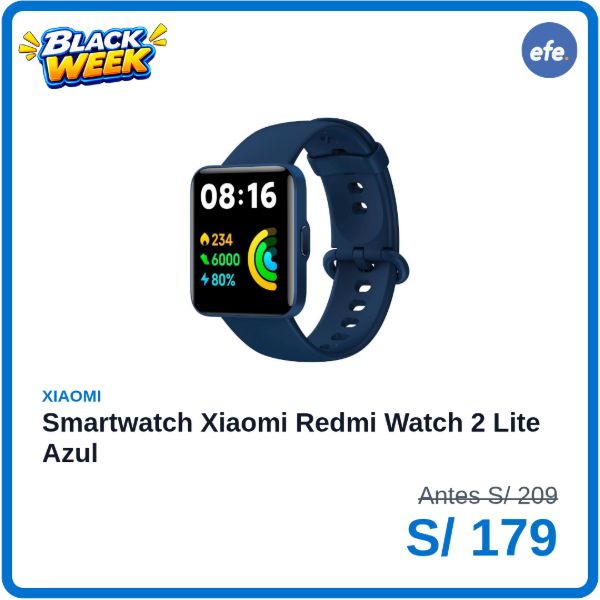 BLACK
WEEK
efe.
08:16
234
6000
80%
XIAOMI
Smartwatch Xiaomi Redmi Watch 2 Lite
Azul
Antes S/ 209
S/ 179